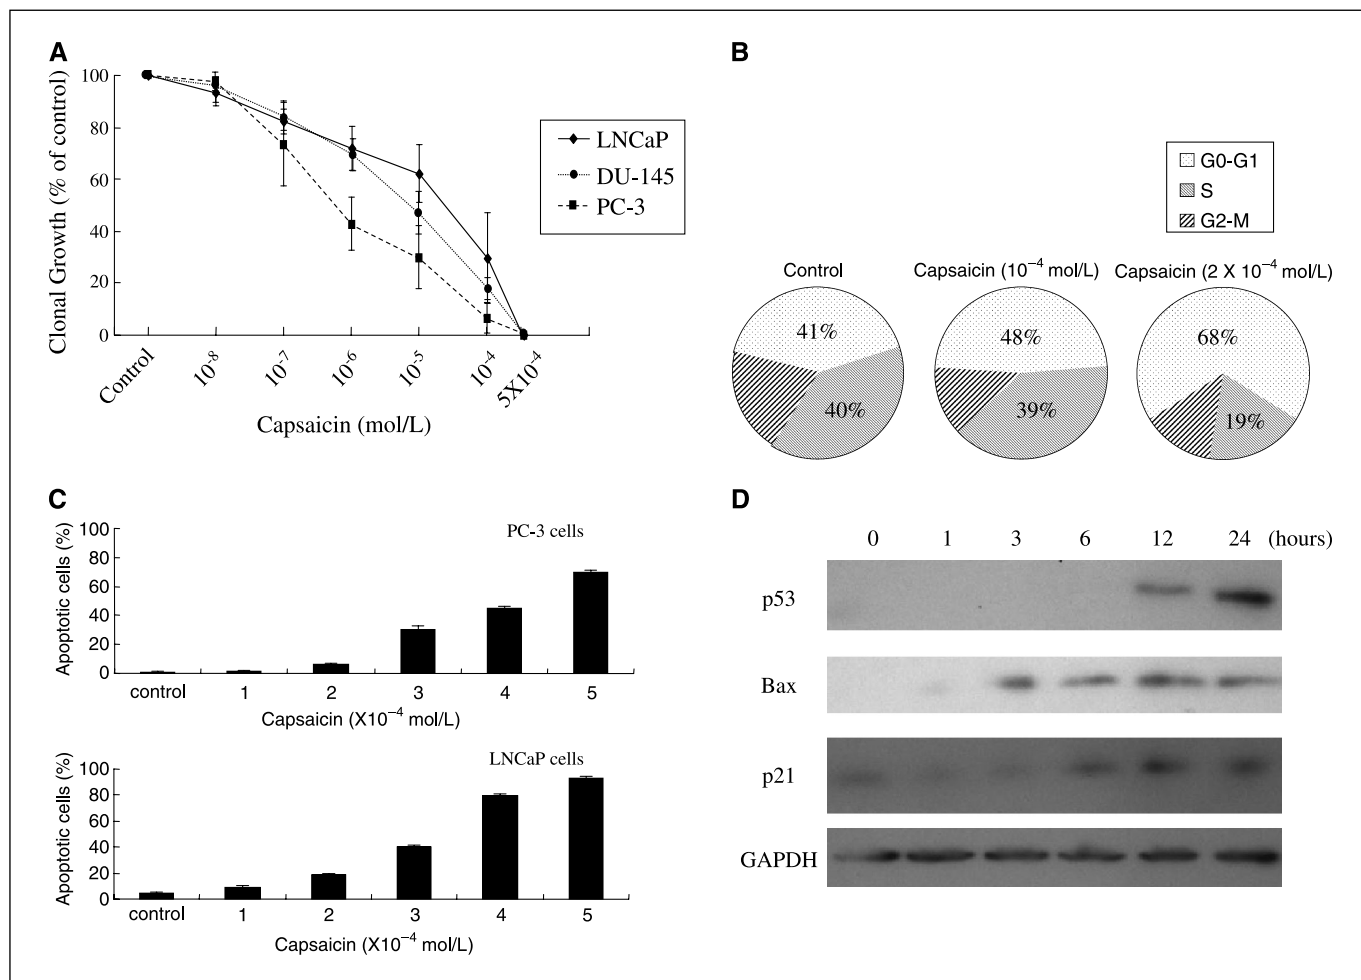 A
Clonal Growth (% of control)
100
80
60
40
20
0
Control
10⁻⁸
10⁻⁷
10⁻⁶
10⁻⁵
10⁻⁴
5X10⁻⁴
Capsaicin (mol/L)
LNCaP
DU-145
PC-3
B
G0-G1
S
G2-M
Control
41%
40%
Capsaicin (10⁻⁴ mol/L)
48%
39%
Capsaicin (2 X 10⁻⁴ mol/L)
68%
19%
C
PC-3 cells
Apoptotic cells (%)
100
80
60
40
20
0
control 1 2 3 4 5
Capsaicin (X10⁻⁴ mol/L)
LNCaP cells
Apoptotic cells (%)
100
80
60
40
20
0
control 1 2 3 4 5
Capsaicin (X10⁻⁴ mol/L)
D
0 1 3 6 12 24 (hours)
p53
Bax
p21
GAPDH